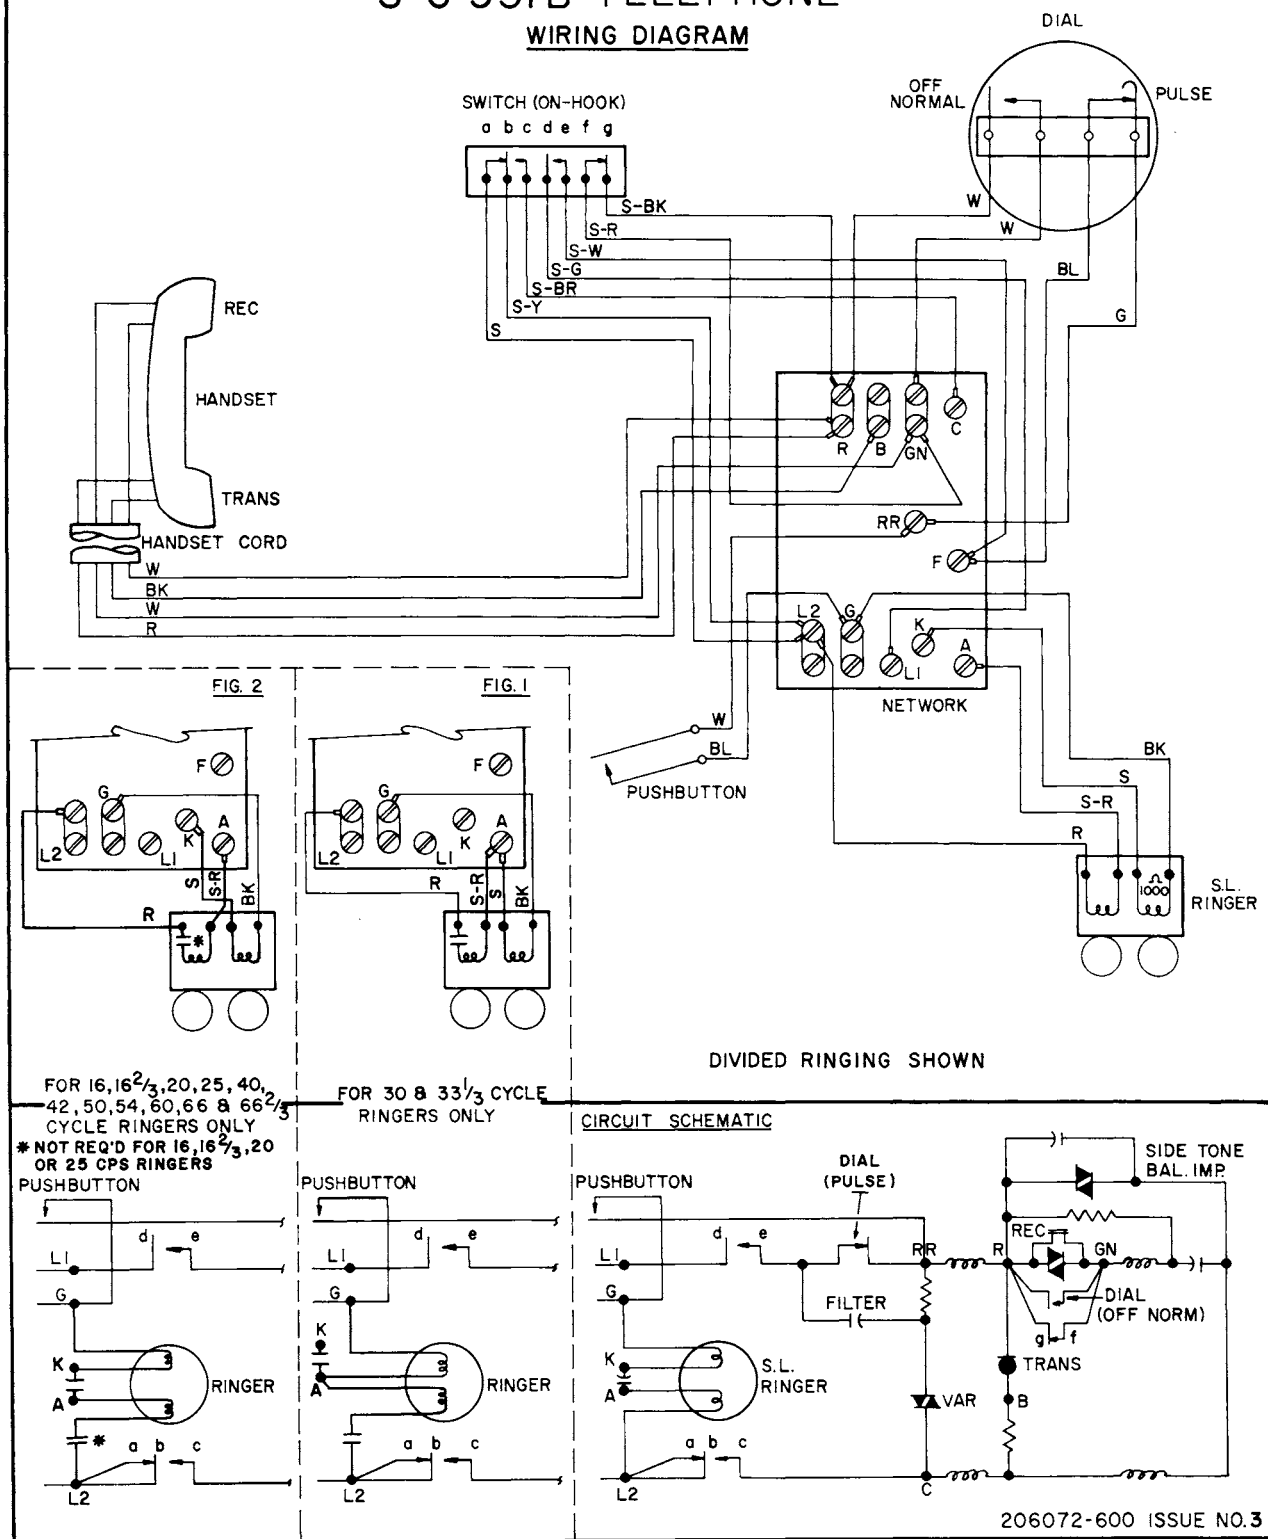 TELEPHONE
WIRING DIAGRAM
DIAL
OFF NORMAL
PULSE
SWITCH (ON-HOOK)
a b c d e f g
S-BK
S-R
S-W
S-G
S-BR
S-Y
S
W
W
BL
G
REC
HANDSET
TRANS
HANDSET CORD
W
BK
W
R
R
B
GN
C
RR
F
L2
G
K
A
L1
NETWORK
W
BL
PUSHBUTTON
BK
S
S-R
R
Ω
1000
S.L.
RINGER
FIG. 2
F
G
K
A
L2
L1
S
S-R
BK
R
*
FIG. 1
F
G
K
A
L2
L1
R
S-R
S
BK
DIVIDED RINGING SHOWN
FOR 16, 16 2/3, 20, 25, 40,
42, 50, 54, 60, 66 & 66 2/3
CYCLE RINGERS ONLY
* NOT REQ'D FOR 16, 16 2/3, 20
OR 25 CPS RINGERS
FOR 30 & 33 1/3 CYCLE
RINGERS ONLY
CIRCUIT SCHEMATIC
PUSHBUTTON
d e
L1
G
K
A
RINGER
*
a b c
L2
PUSHBUTTON
d e
L1
G
K
A
RINGER
a b c
L2
PUSHBUTTON
d e
L1
G
K
A
S.L.
RINGER
a b c
L2
DIAL
(PULSE)
FILTER
RR
VAR
C
SIDE TONE
BAL. IMP.
REC
R
GN
DIAL
(OFF NORM)
g f
TRANS
B
206072-600 ISSUE NO.3